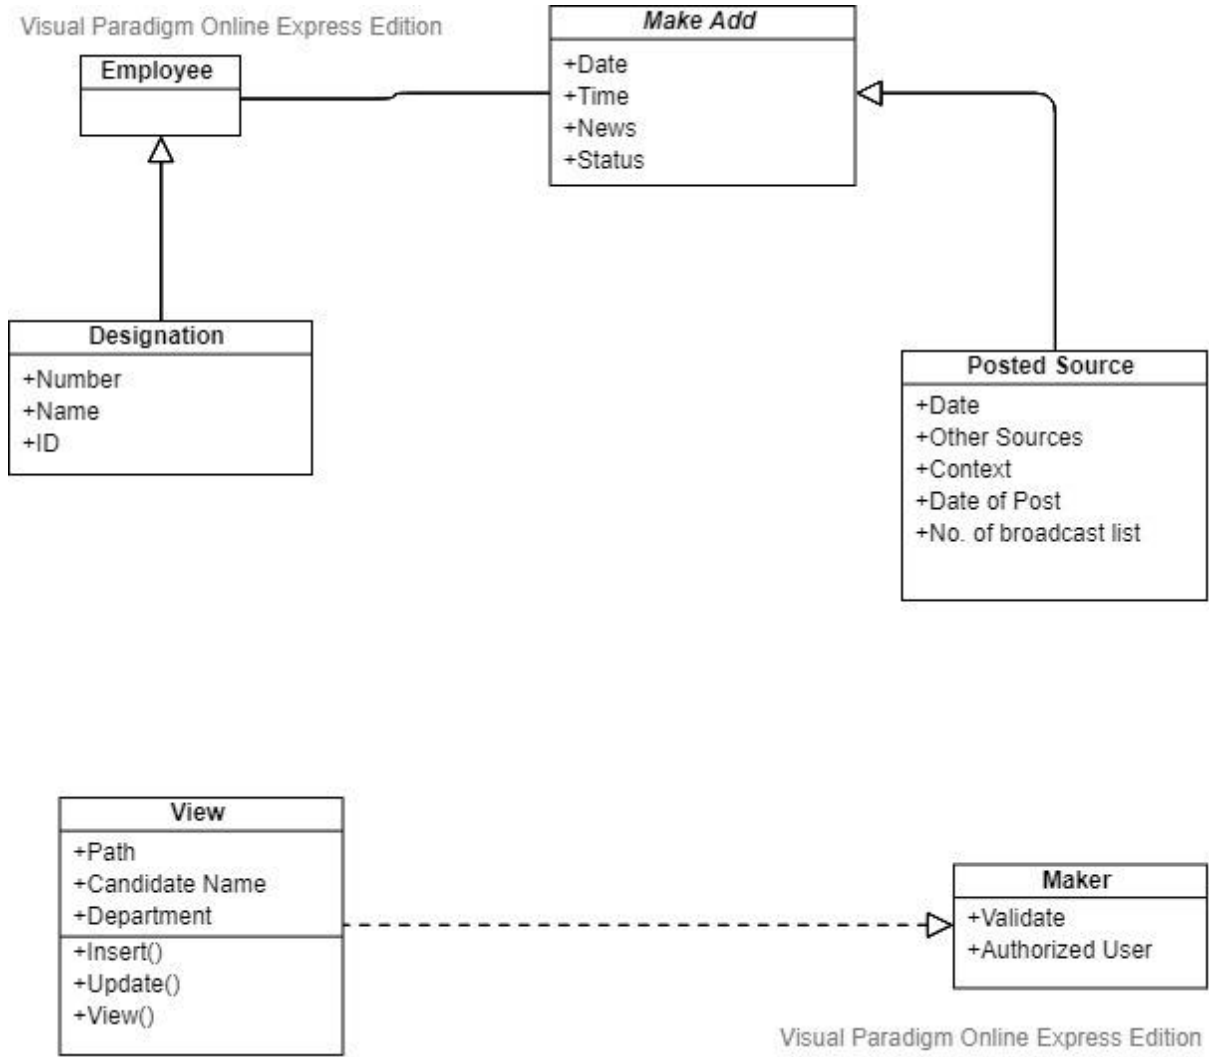 Visual Paradigm Online Express Edition
Make Add
+Date
+Time
+News
+Status
Employee
Designation
+Number
+Name
+ID
Posted Source
+Date
+Other Sources
+Context
+Date of Post
+No. of broadcast list
View
+Path
+Candidate Name
+Department
+Insert()
+Update()
+View()
Maker
+Validate
+Authorized User
Visual Paradigm Online Express Edition